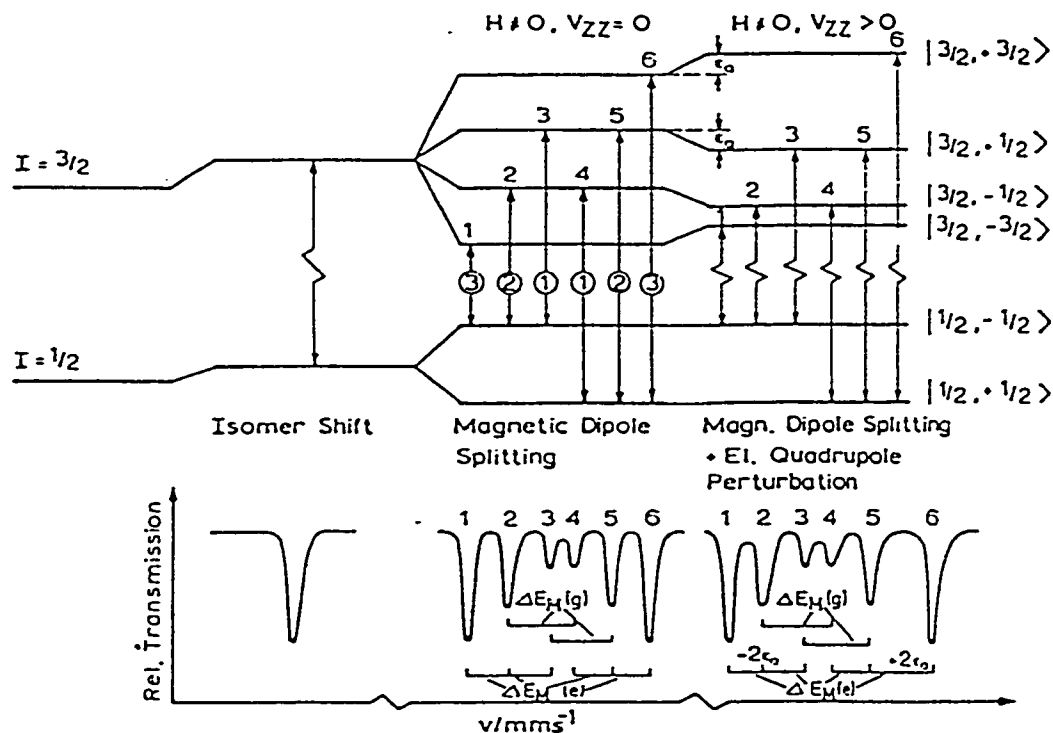 H ≠ 0, V_ZZ = 0
H ≠ 0, V_ZZ > 0
6
6
ε_Q
|3/2, +3/2>
3
5
ε_Q
3
5
|3/2, +1/2>
I = 3/2
2
4
2
4
|3/2, -1/2>
1
|3/2, -3/2>
3 2 1 1 2 3
|1/2, -1/2>
I = 1/2
|1/2, +1/2>
Isomer Shift
Magnetic Dipole
Splitting
Magn. Dipole Splitting
+ El. Quadrupole
Perturbation
Rel. Transmission
1 2 3 4 5 6
1 2 3 4 5 6
ΔE_M(g)
ΔE_M(g)
-2ε_Q
+2ε_Q
ΔE_M(e)
ΔE_M(e)
v/mms⁻¹